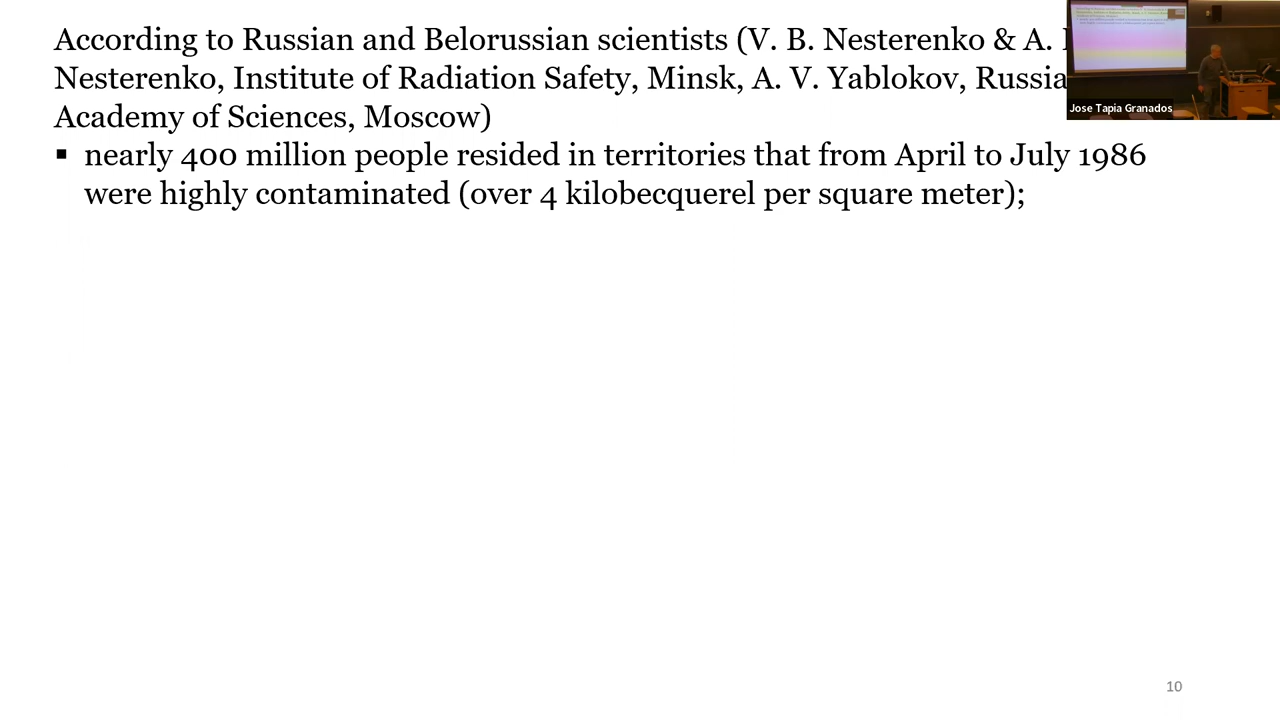 According to Russian and Belorussian scientists (V. B. Nesterenko & A.
Nesterenko, Institute of Radiation Safety, Minsk, A. V. Yablokov, Russia
Academy of Sciences, Moscow)
▪ nearly 400 million people resided in territories that from April to July 1986
were highly contaminated (over 4 kilobecquerel per square meter);
Jose Tapia Granados
10